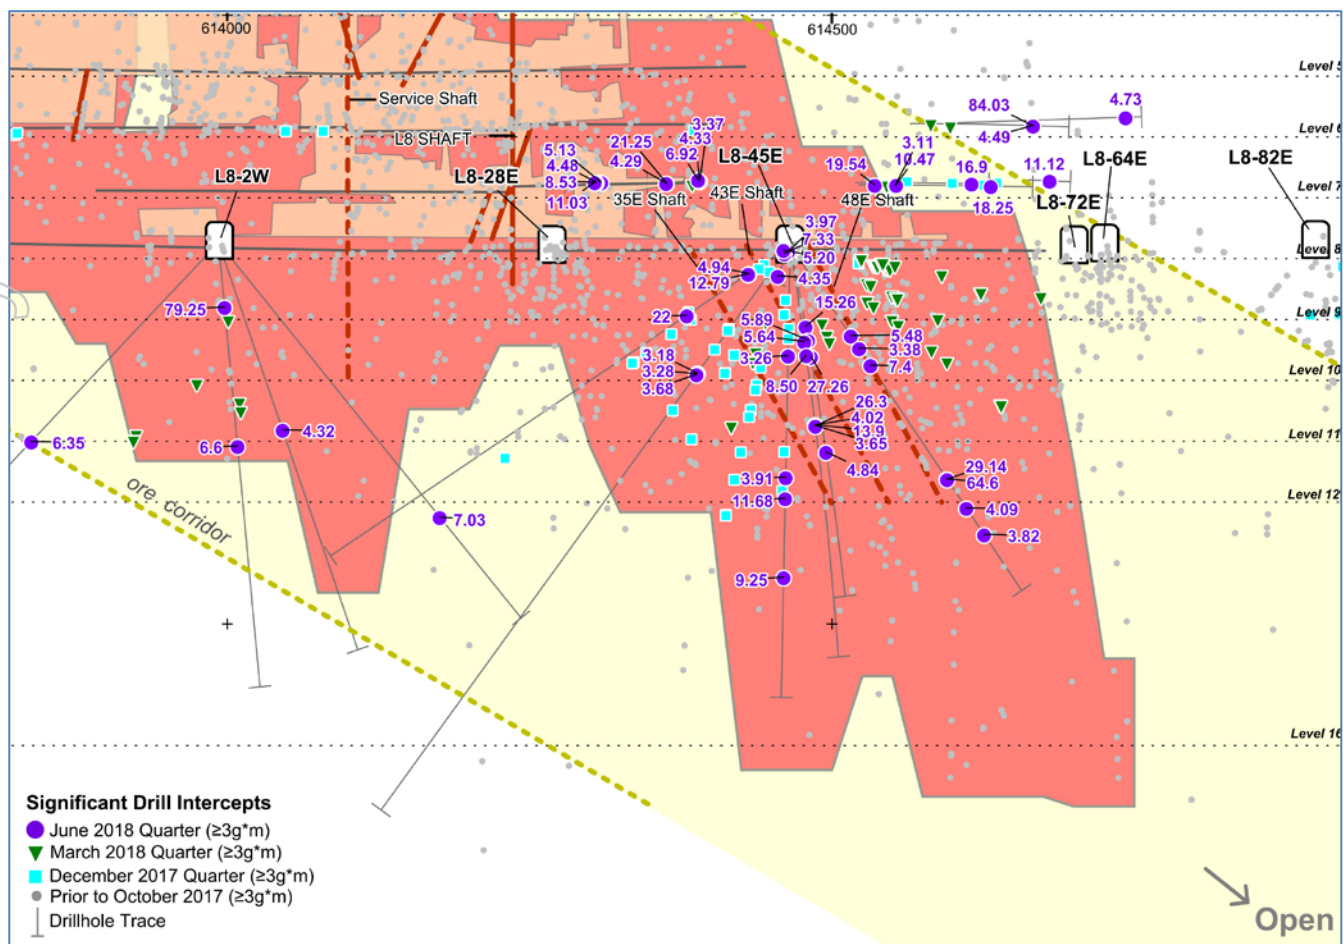 614000
614500
Level 5
Service Shaft
84.03
4.73
4.49
Level 6
L8 SHAFT
3.37
4.33
6.92
21.25
4.29
5.13
4.48
8.53
11.03
3.11
10.47
L8-45E
L8-64E
L8-82E
L8-2W
L8-28E
19.54
16.9
11.12
18.25
Level 7
35E Shaft
43E Shaft
48E Shaft
L8-72E
3.97
7.33
5.20
Level 8
4.94
12.79
4.35
79.25
22
15.26
Level 9
5.89
5.64
5.48
3.38
3.26
7.4
3.18
3.28
3.68
8.50
27.26
Level 10
26.3
4.02
13.9
3.65
4.32
6.35
6.6
Level 11
4.84
29.14
64.6
3.91
11.68
Level 12
ore corridor
4.09
7.03
3.82
9.25
Level 16
Significant Drill Intercepts
June 2018 Quarter (≥3g*m)
March 2018 Quarter (≥3g*m)
December 2017 Quarter (≥3g*m)
Prior to October 2017 (≥3g*m)
Drillhole Trace
Open